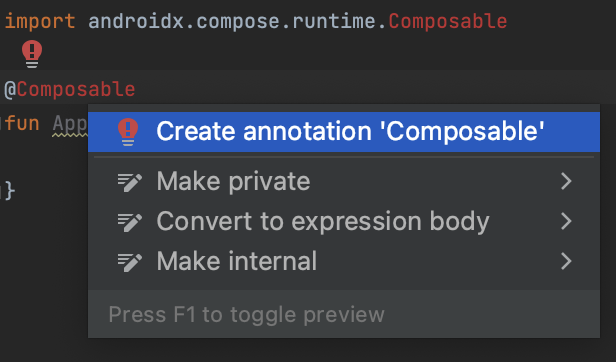 import androidx.compose.runtime.Composable
@Composable
fun App
Create annotation 'Composable'
Make private
Convert to expression body
}
Make internal
Press F1 to toggle preview